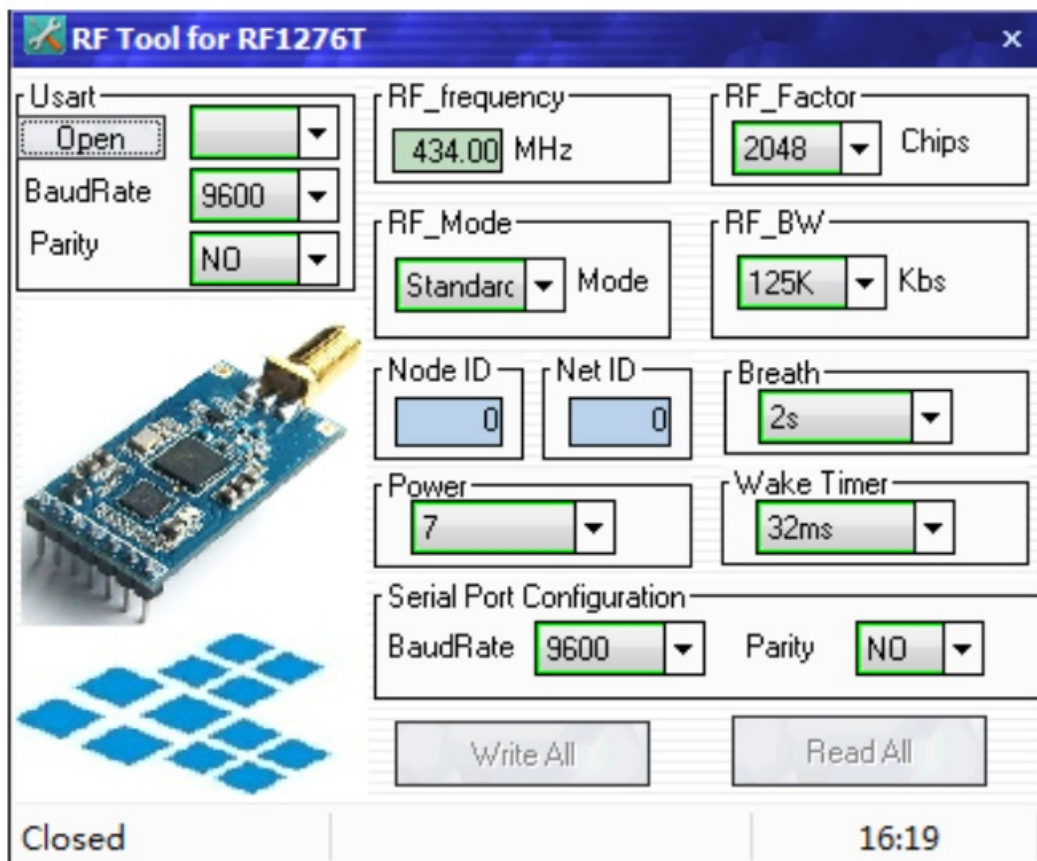 RF Tool for RF1276T
Usart
Open
BaudRate 9600
Parity NO
RF_frequency
434.00 MHz
RF_Factor
2048 Chips
RF_Mode
Standard Mode
RF_BW
125K Kbs
Node ID
0
Net ID
0
Breath
2s
Power
7
Wake Timer
32ms
Serial Port Configuration
BaudRate 9600 Parity NO
Write All Read All
Closed 16:19